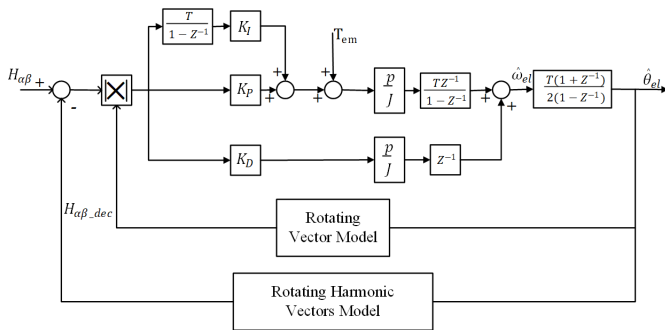 T
1 − Z⁻¹
K_I
T_em
H_αβ
+
-
+
+
+
+
K_P
p
J
TZ⁻¹
1 − Z⁻¹
ω̂_el
+
+
T(1 + Z⁻¹)
2(1 − Z⁻¹)
θ̂_el
K_D
p
J
Z⁻¹
H_αβ_dec
Rotating
Vector Model
Rotating Harmonic
Vectors Model